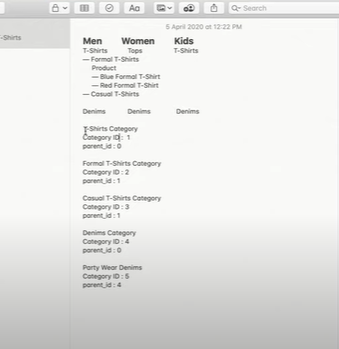 -Shirts
Aa
Search
5 April 2020 at 12:22 PM
Men Women Kids
T-Shirts Tops T-Shirts
— Formal T-Shirts
Product
— Blue Formal T-Shirt
— Red Formal T-Shirt
— Casual T-Shirts
Denims Denims Denims
T-Shirts Category
Category ID : 1
parent_id : 0
Formal T-Shirts Category
Category ID : 2
parent_id : 1
Casual T-Shirts Category
Category ID : 3
parent_id : 1
Denims Category
Category ID : 4
parent_id : 0
Party Wear Denims
Category ID : 5
parent_id : 4